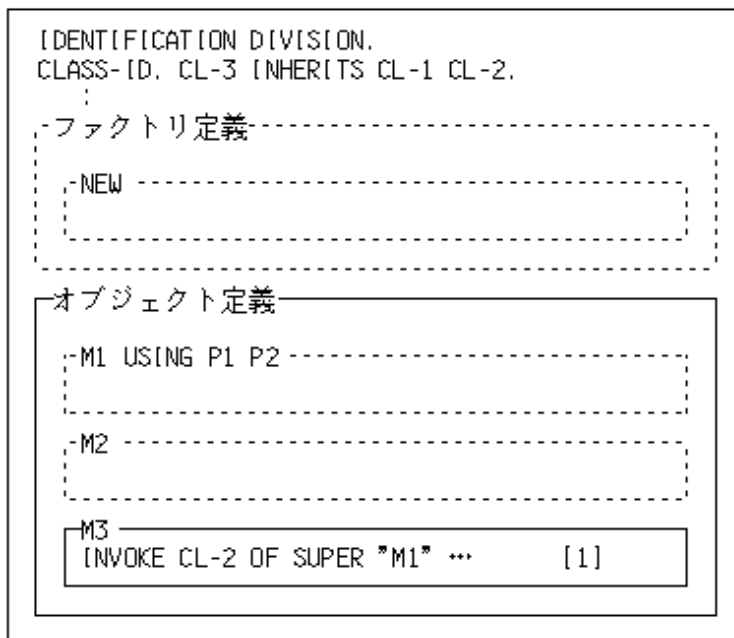 IDENTIFICATION DIVISION.
CLASS-ID. CL-3 INHERITS CL-1 CL-2.
:
ファクトリ定義
NEW
オブジェクト定義
M1 USING P1 P2
M2
M3
INVOKE CL-2 OF SUPER "M1" … [1]